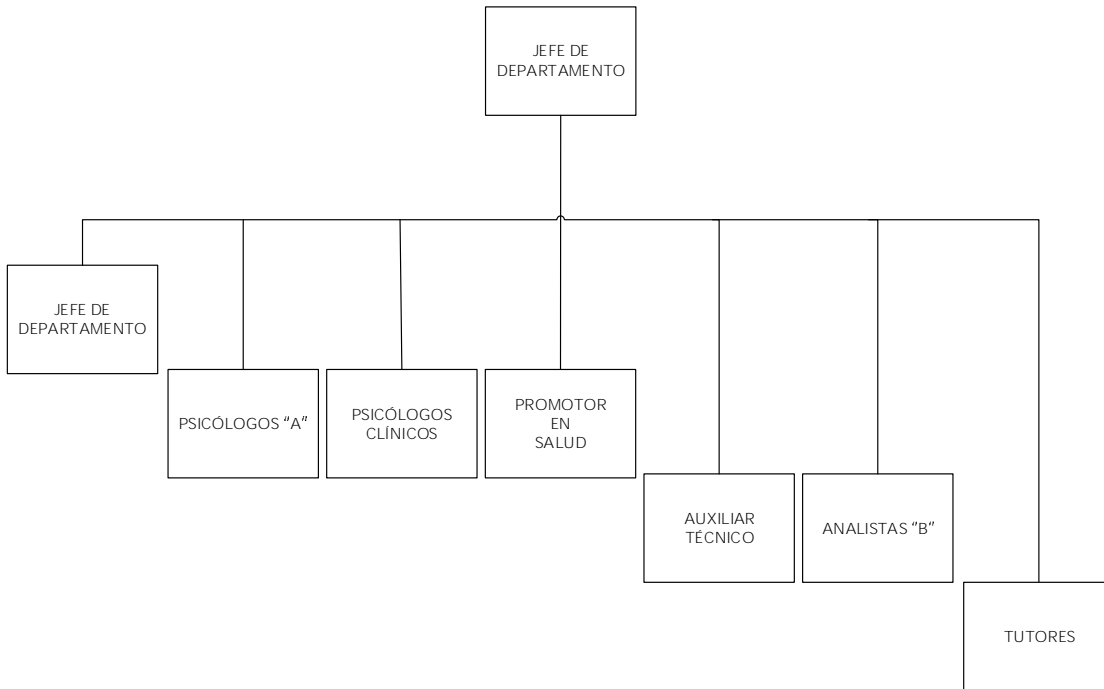 JEFE DE
DEPARTAMENTO
JEFE DE
DEPARTAMENTO
PSICÓLOGOS “A”
PSICÓLOGOS
CLÍNICOS
PROMOTOR
EN
SALUD
AUXILIAR
TÉCNICO
ANALISTAS “B”
TUTORES